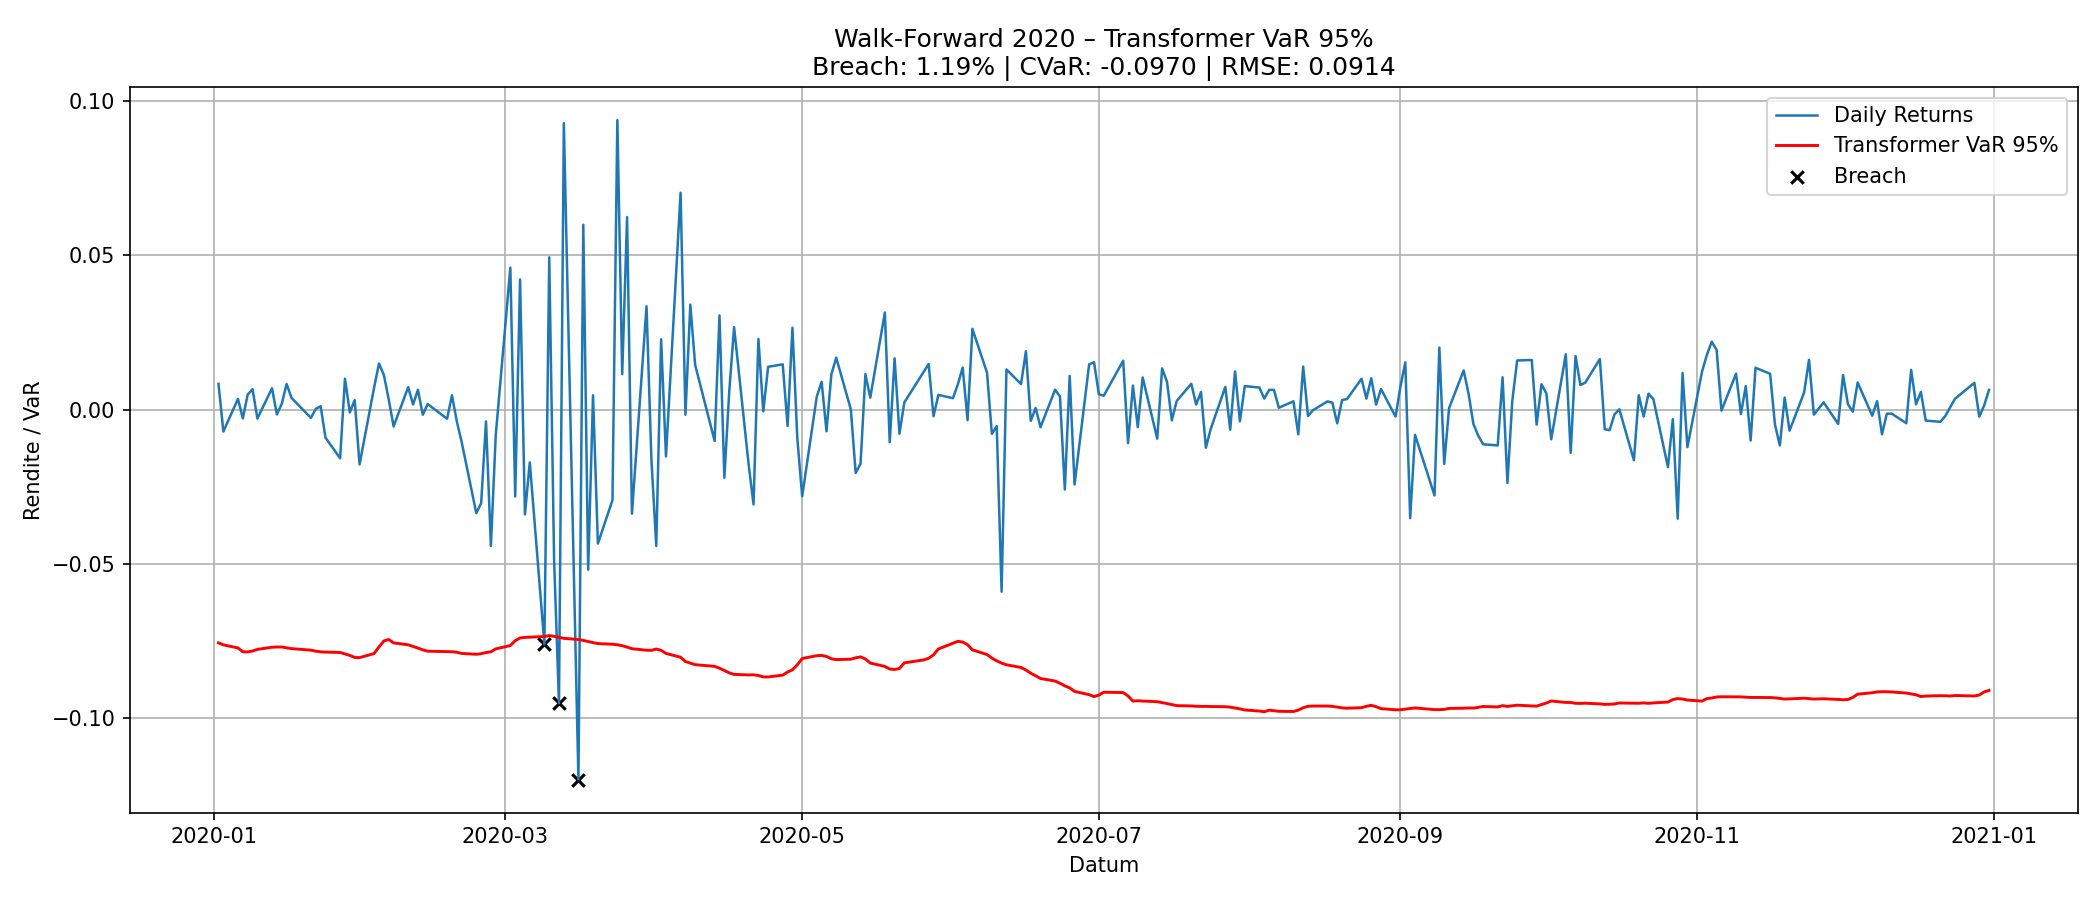 Walk-Forward 2020 – Transformer VaR 95%
Breach: 1.19% | CVaR: -0.0970 | RMSE: 0.0914
Daily Returns
Transformer VaR 95%
Breach
Rendite / VaR
0.10
0.05
0.00
−0.05
−0.10
2020-01
2020-03
2020-05
2020-07
2020-09
2020-11
2021-01
Datum